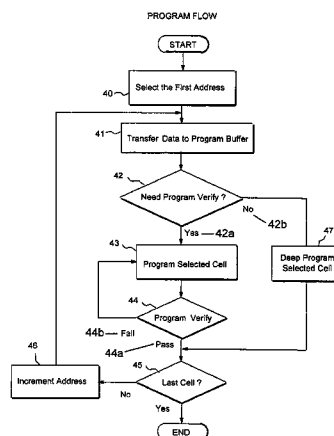 PROGRAM FLOW
START
Select the First Address
40
41
Transfer Data to Program Buffer
42
Need Program Verify ?
No
42b
Yes
42a
43
Program Selected Cell
47
Deep Program
Selected Cell
44
Program Verify
44b
Fail
44a
Pass
46
Increment Address
45
Last Cell ?
No
Yes
END